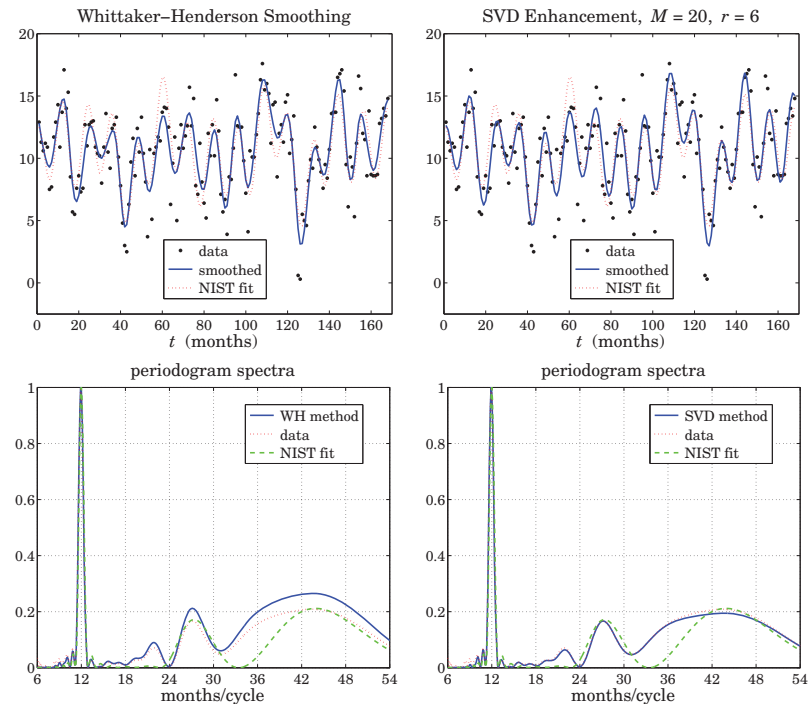 Whittaker–Henderson Smoothing
20
15
10
5
0
data
smoothed
NIST fit
0 20 40 60 80 100 120 140 160
t (months)
SVD Enhancement, M = 20, r = 6
20
15
10
5
0
data
smoothed
NIST fit
0 20 40 60 80 100 120 140 160
t (months)
periodogram spectra
1
0.8
0.6
0.4
0.2
0
WH method
data
NIST fit
6 12 18 24 30 36 42 48 54
months/cycle
periodogram spectra
1
0.8
0.6
0.4
0.2
0
SVD method
data
NIST fit
6 12 18 24 30 36 42 48 54
months/cycle